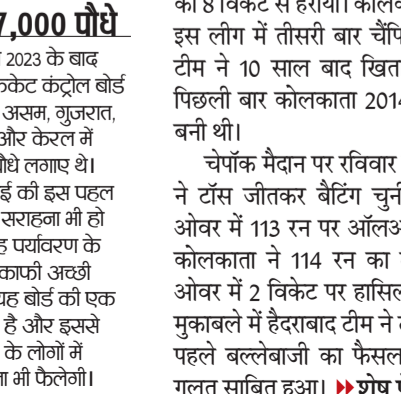 7,000 पौधे
2023 के बाद
केट कंट्रोल बोर्ड
असम, गुजरात,
और केरल में
पौधे लगाए थे।
ई की इस पहल
सराहना भी हो
पर्यावरण के
काफी अच्छी
यह बोर्ड की एक
है और इससे
के लोगों में
भी फैलेगी।
को 8 विकेट से हराया। कोलक
इस लीग में तीसरी बार चैंपि
टीम ने 10 साल बाद खिता
पिछली बार कोलकाता 2014
बनी थी।
चेपॉक मैदान पर रविवार
ने टॉस जीतकर बैटिंग चुनी
ओवर में 113 रन पर ऑलआ
कोलकाता ने 114 रन का
ओवर में 2 विकेट पर हासिल
मुकाबले में हैदराबाद टीम ने
पहले बल्लेबाजी का फैसल
गलत साबित हुआ। शेष